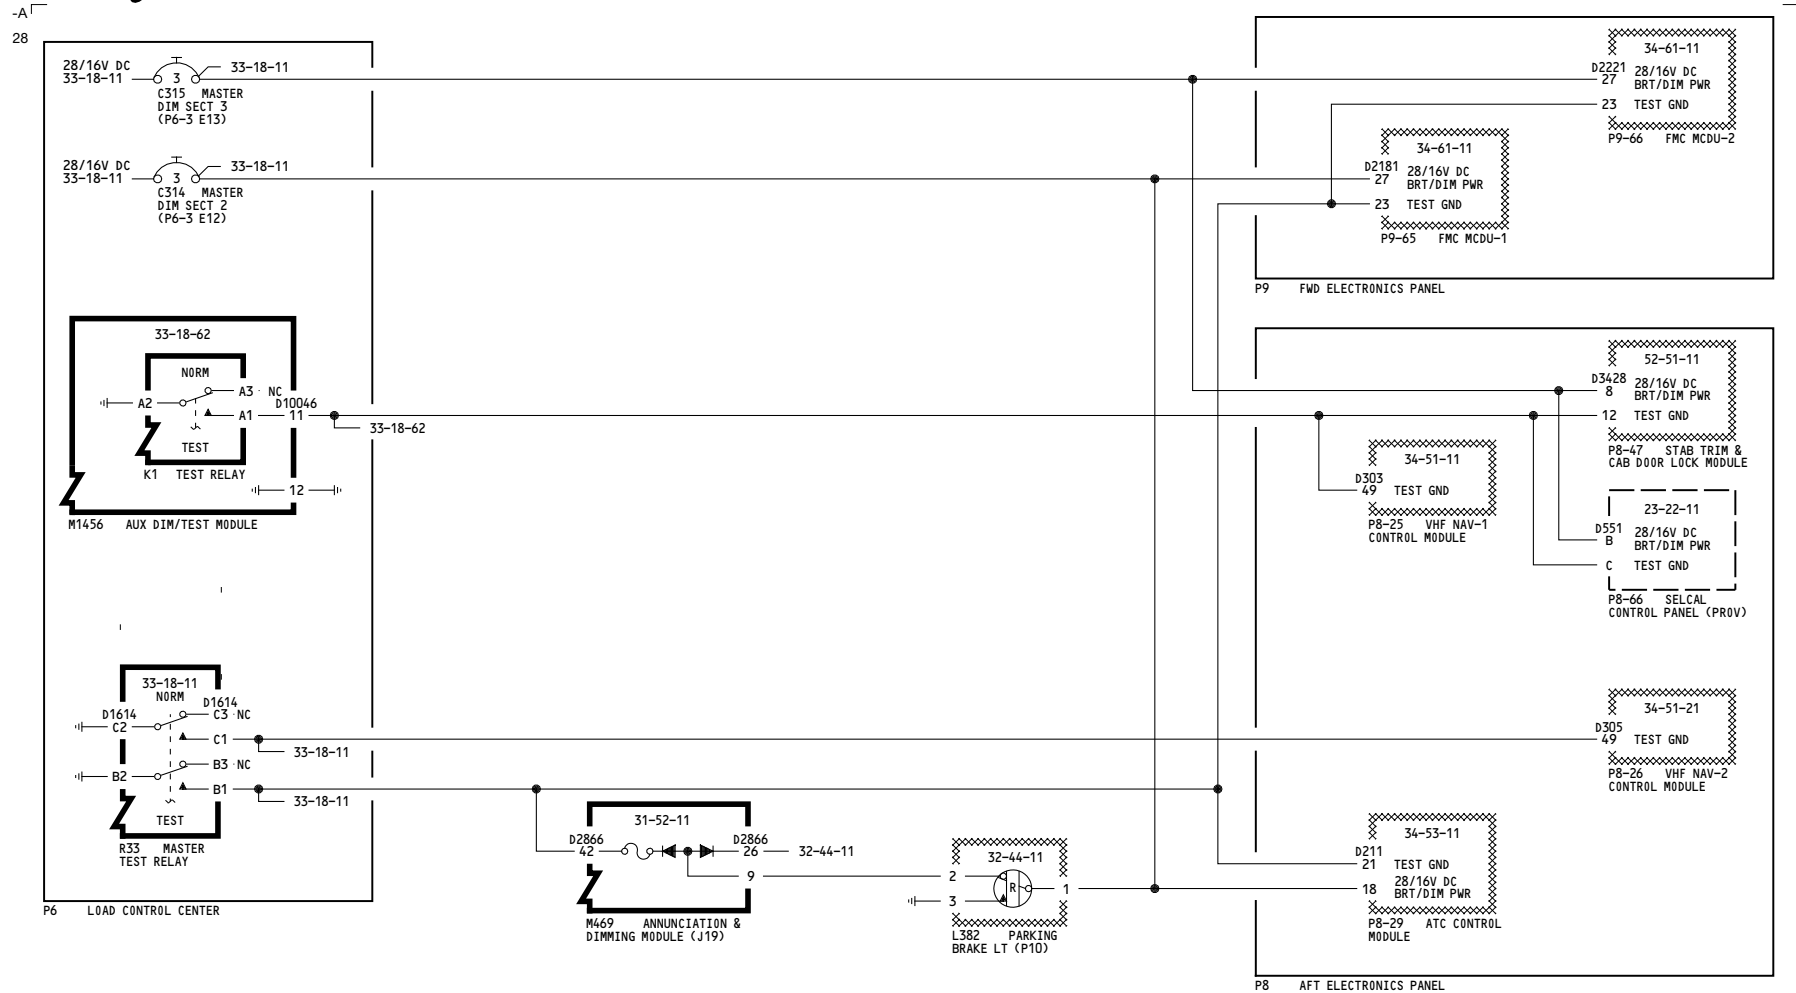 -A
28
28/16V DC
33-18-11
3
33-18-11
C315 MASTER
DIM SECT 3
(P6-3 E13)
28/16V DC
33-18-11
3
33-18-11
C314 MASTER
DIM SECT 2
(P6-3 E12)
33-18-62
NORM
A3 NC
A2
D10046
A1
11
33-18-62
TEST
K1 TEST RELAY
12
M1456 AUX DIM/TEST MODULE
33-18-11
NORM
D1614
D1614
C3 NC
C2
C1
33-18-11
B3 NC
B2
B1
33-18-11
TEST
R33 MASTER
TEST RELAY
P6 LOAD CONTROL CENTER
31-52-11
D2866
42
D2866
26
32-44-11
9
M469 ANNUNCIATION &
DIMMING MODULE (J19)
32-44-11
2
R
1
3
L382 PARKING
BRAKE LT (P10)
34-61-11
D2221
27
28/16V DC
BRT/DIM PWR
23 TEST GND
P9-66 FMC MCDU-2
34-61-11
D2181
27
28/16V DC
BRT/DIM PWR
23 TEST GND
P9-65 FMC MCDU-1
P9 FWD ELECTRONICS PANEL
52-51-11
D3428
8
28/16V DC
BRT/DIM PWR
12 TEST GND
P8-47 STAB TRIM &
CAB DOOR LOCK MODULE
34-51-11
D303
49 TEST GND
P8-25 VHF NAV-1
CONTROL MODULE
23-22-11
D551
B
28/16V DC
BRT/DIM PWR
C TEST GND
P8-66 SELCAL
CONTROL PANEL (PROV)
34-51-21
D305
49 TEST GND
P8-26 VHF NAV-2
CONTROL MODULE
34-53-11
D211
21 TEST GND
18
28/16V DC
BRT/DIM PWR
P8-29 ATC CONTROL
MODULE
P8 AFT ELECTRONICS PANEL